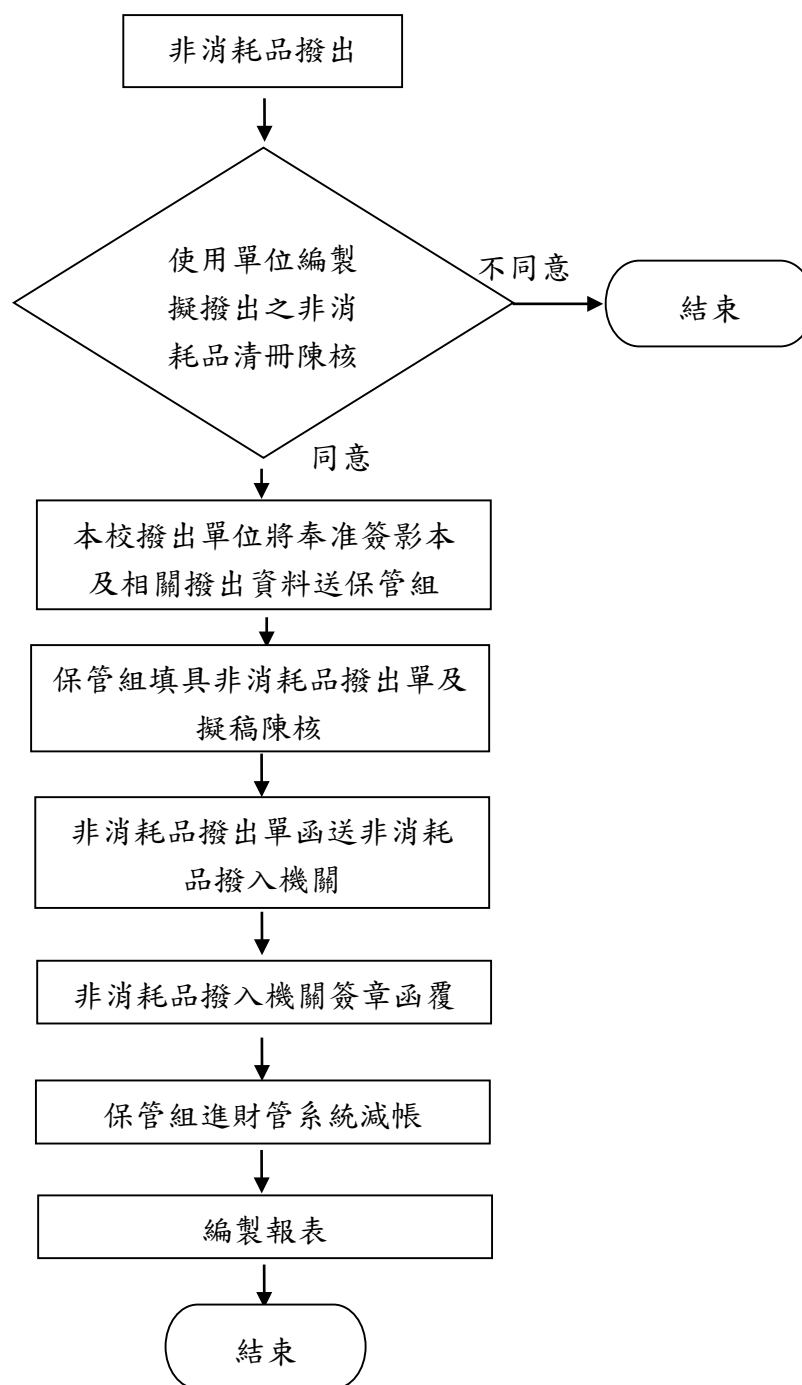 非消耗品撥出
使用單位編製
擬撥出之非消
耗品清冊陳核
不同意
結束
同意
本校撥出單位將奉准簽影本
及相關撥出資料送保管組
保管組填具非消耗品撥出單及
擬稿陳核
非消耗品撥出單函送非消耗
品撥入機關
非消耗品撥入機關簽章函覆
保管組進財管系統減帳
編製報表
結束